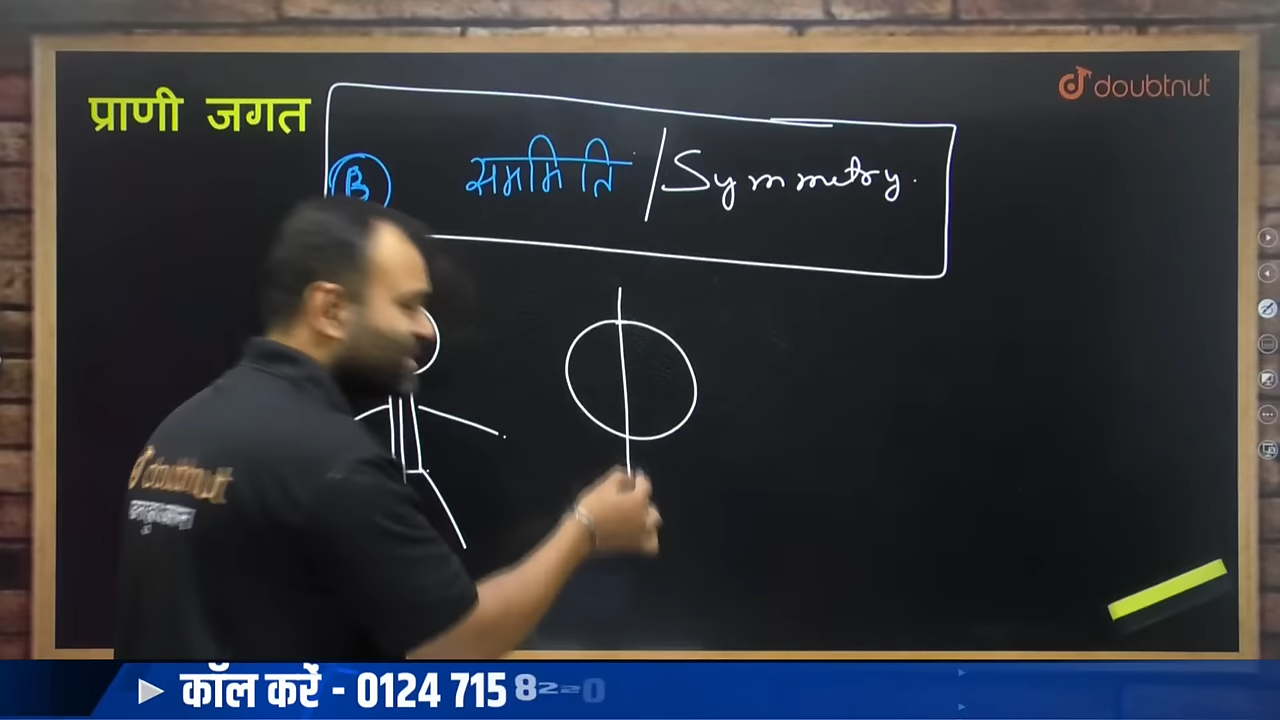 doubtnut
प्राणी जगत
B सममिति / Symmetry.
doubtnut
कॉल करें - 0124 715